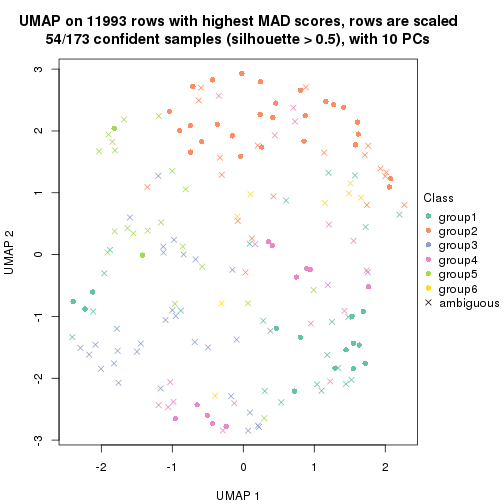 UMAP on 11993 rows with highest MAD scores, rows are scaled
54/173 confident samples (silhouette > 0.5), with 10 PCs
3
2
1
0
-1
-2
-3
UMAP 2
-2
-1
0
1
2
UMAP 1
Class
group1
group2
group3
group4
group5
group6
ambiguous